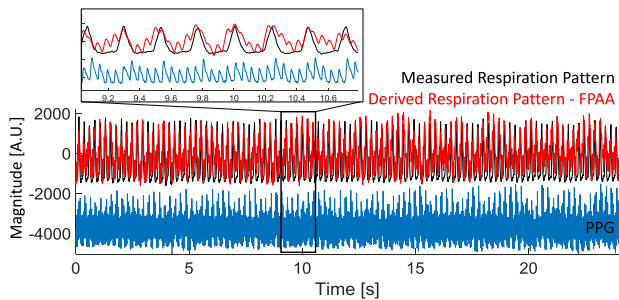 9.2 9.4 9.6 9.8 10 10.2 10.4 10.6
Measured Respiration Pattern
Derived Respiration Pattern - FPAA
Magnitude [A.U.]
2000
0
-2000
-4000
PPG
0 5 10 15 20
Time [s]